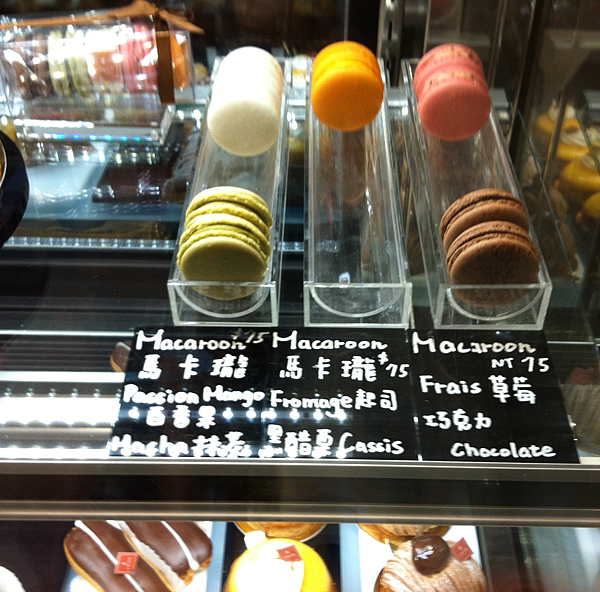 Macaroon $75
馬卡瓏
Passion Mango
百香果
Macha 抹茶
Macaroon
馬卡瓏 $75
Fromage 起司
黑醋栗 Cassis
Macaroon
NT 75
Frais 草莓
巧克力
Chocolate